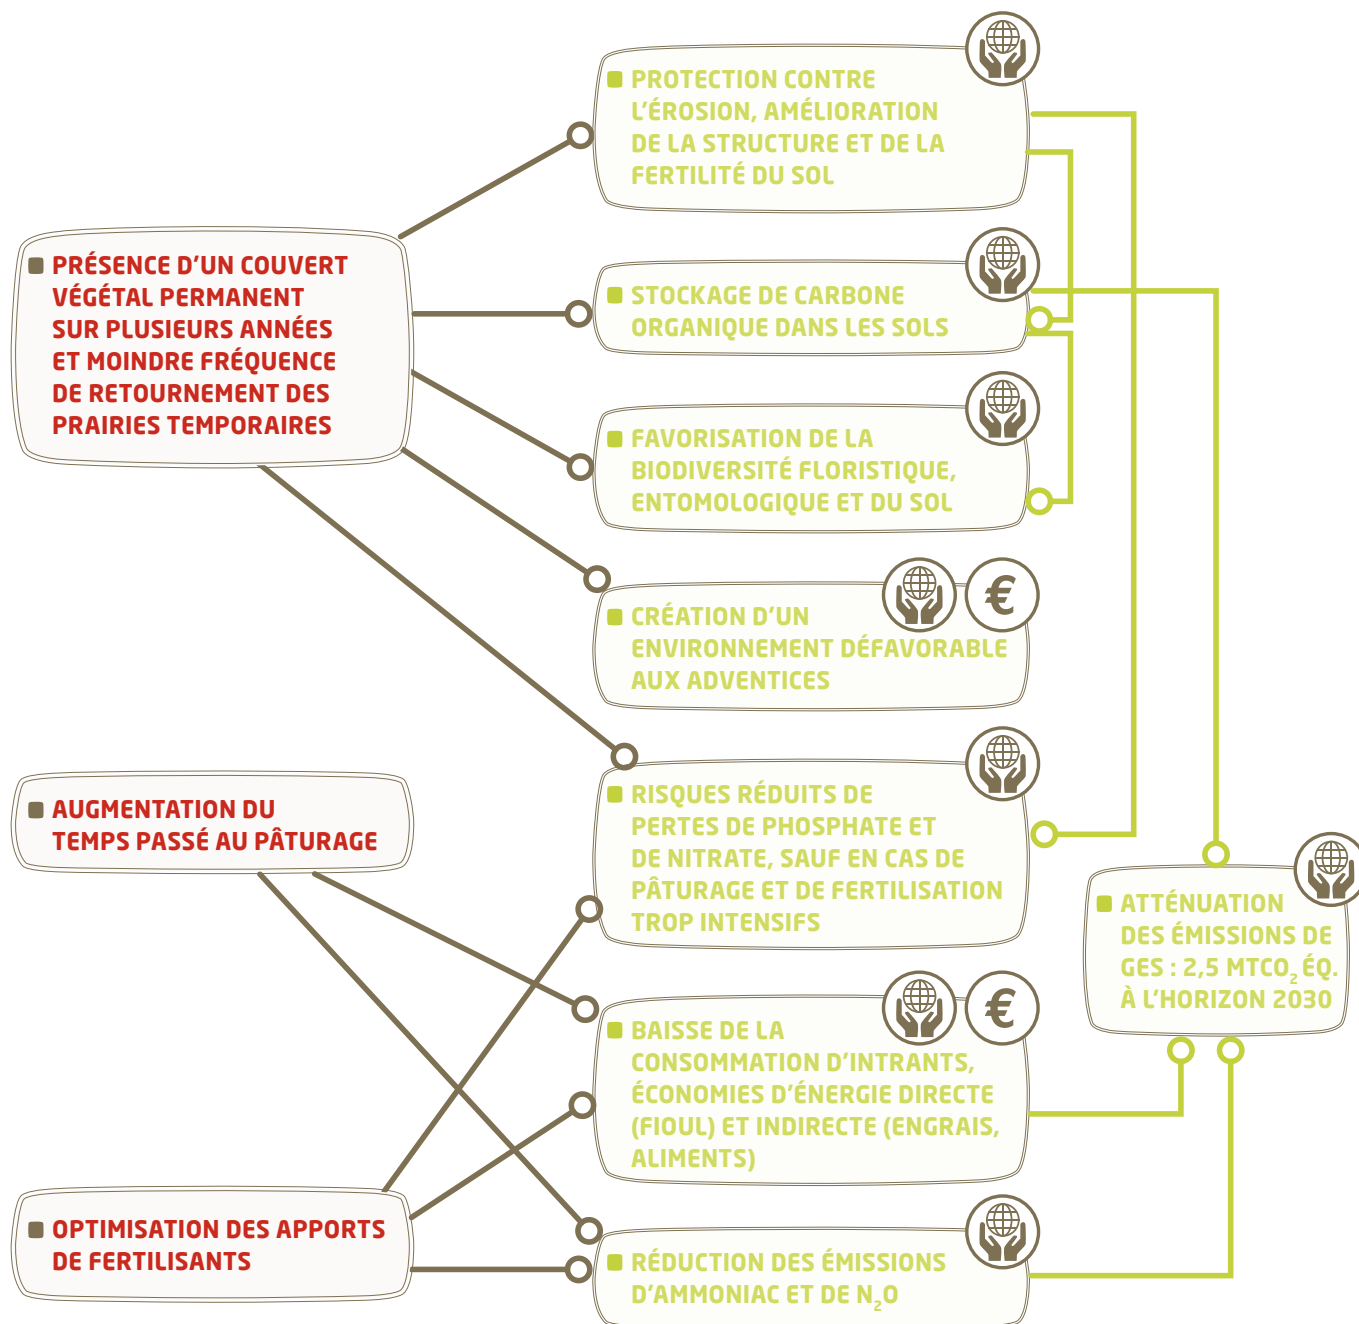 PRÉSENCE D'UN COUVERT
VÉGÉTAL PERMANENT
SUR PLUSIEURS ANNÉES
ET MOINDRE FRÉQUENCE
DE RETOURNEMENT DES
PRAIRIES TEMPORAIRES
AUGMENTATION DU
TEMPS PASSÉ AU PÂTURAGE
OPTIMISATION DES APPORTS
DE FERTILISANTS
PROTECTION CONTRE
L'ÉROSION, AMÉLIORATION
DE LA STRUCTURE ET DE LA
FERTILITÉ DU SOL
STOCKAGE DE CARBONE
ORGANIQUE DANS LES SOLS
FAVORISATION DE LA
BIODIVERSITÉ FLORISTIQUE,
ENTOMOLOGIQUE ET DU SOL
€
CRÉATION D'UN
ENVIRONNEMENT DÉFAVORABLE
AUX ADVENTICES
RISQUES RÉDUITS DE
PERTES DE PHOSPHATE ET
DE NITRATE, SAUF EN CAS DE
PÂTURAGE ET DE FERTILISATION
TROP INTENSIFS
€
BAISSE DE LA
CONSOMMATION D'INTRANTS,
ÉCONOMIES D'ÉNERGIE DIRECTE
(FIOUL) ET INDIRECTE (ENGRAIS,
ALIMENTS)
RÉDUCTION DES ÉMISSIONS
D'AMMONIAC ET DE N₂O
ATTÉNUATION
DES ÉMISSIONS DE
GES : 2,5 MTCO₂ ÉQ.
À L'HORIZON 2030